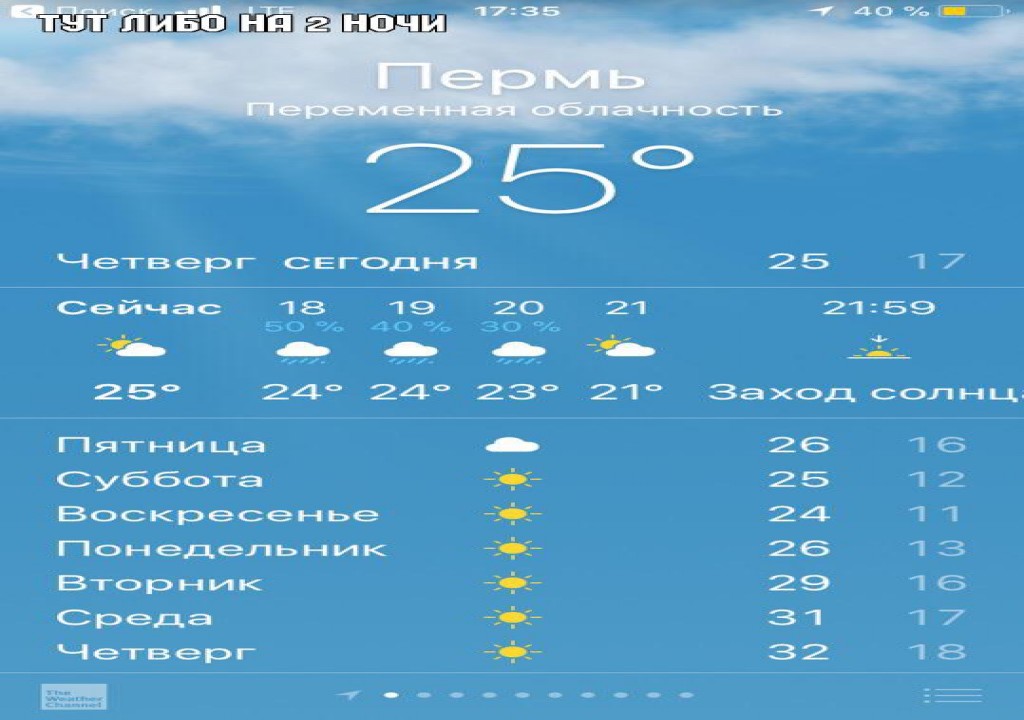 Поиск LTE 17:35 40 %
ТУТ ЛИБО НА 2 НОЧИ
Пермь
Переменная облачность
25°
Четверг СЕГОДНЯ 25 17
Сейчас 18 19 20 21 21:59
50 % 40 % 30 %
25° 24° 24° 23° 21° Заход солнца
Пятница 26 16
Суббота 25 12
Воскресенье 24 11
Понедельник 26 13
Вторник 29 16
Среда 31 17
Четверг 32 18
The
Weather
Channel